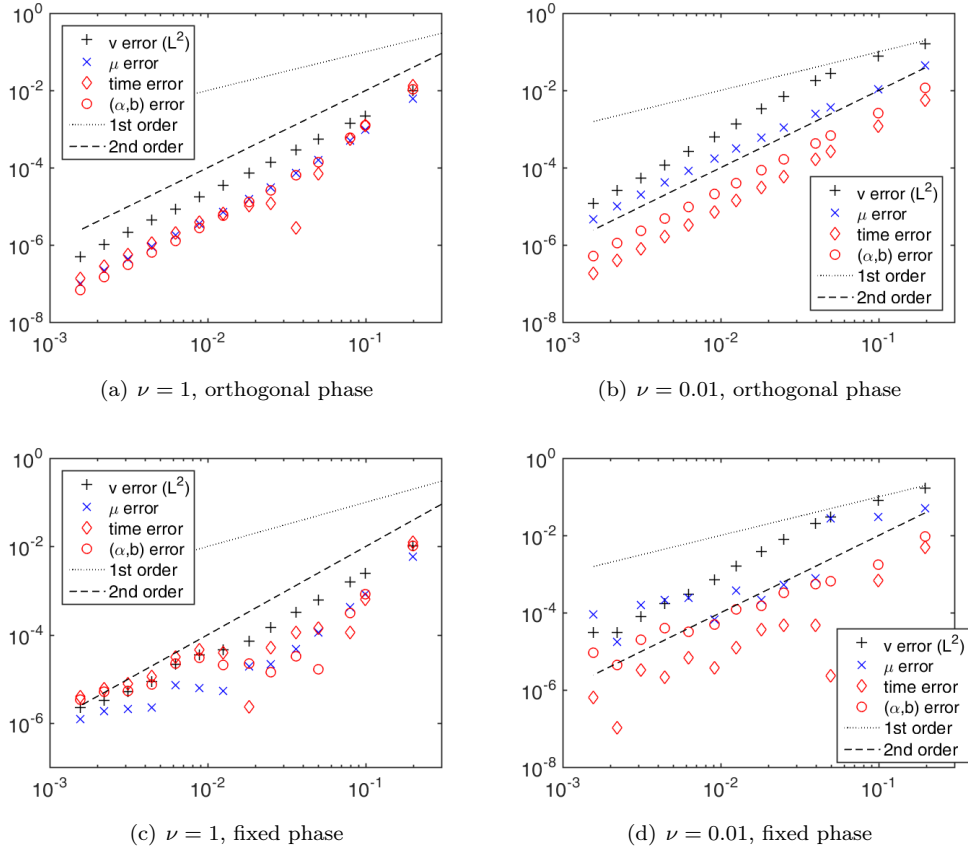 10^0
10^-2
10^-4
10^-6
10^-8
10^-3
10^-2
10^-1
v error (L^2)
μ error
time error
(α,b) error
1st order
2nd order
(a) ν = 1, orthogonal phase
10^0
10^-2
10^-4
10^-6
10^-8
10^-3
10^-2
10^-1
v error (L^2)
μ error
time error
(α,b) error
1st order
2nd order
(b) ν = 0.01, orthogonal phase
10^0
10^-2
10^-4
10^-6
10^-3
10^-2
10^-1
v error (L^2)
μ error
time error
(α,b) error
1st order
2nd order
(c) ν = 1, fixed phase
10^0
10^-2
10^-4
10^-6
10^-8
10^-3
10^-2
10^-1
v error (L^2)
μ error
time error
(α,b) error
1st order
2nd order
(d) ν = 0.01, fixed phase